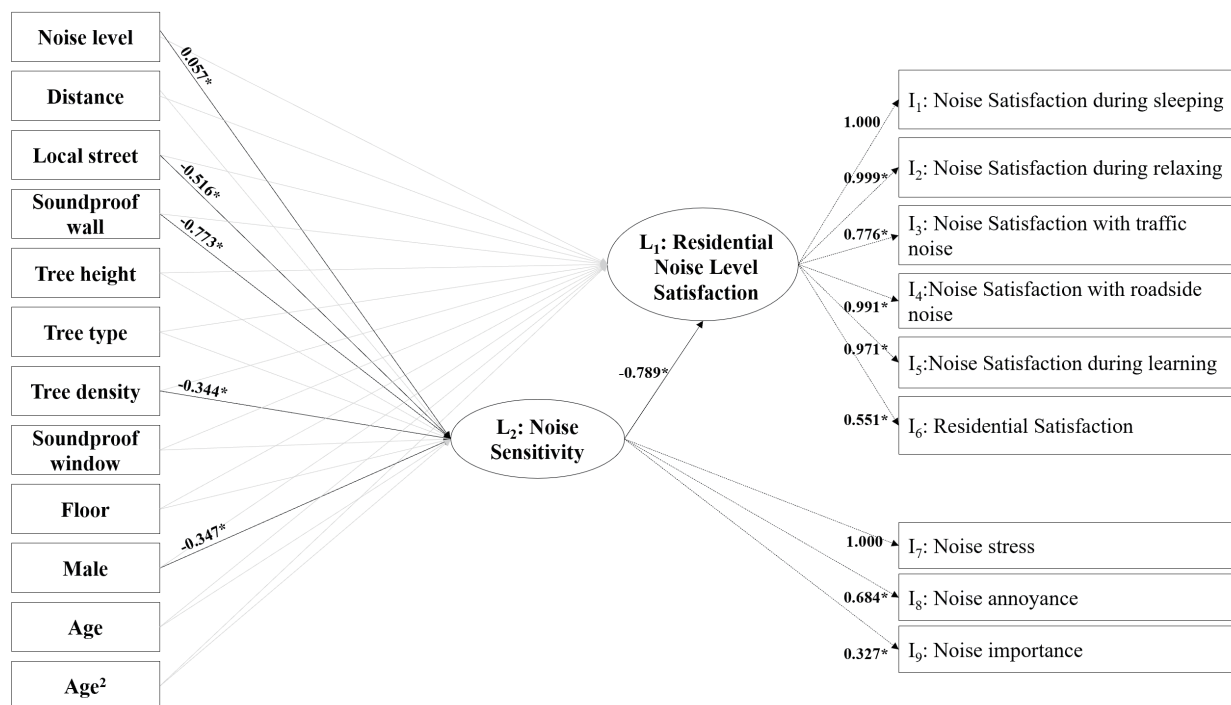 Noise level
Distance
Local street
Soundproof
wall
Tree height
Tree type
Tree density
Soundproof
window
Floor
Male
Age
Age²
0.057*
-0.516*
-0.773*
-0.344*
-0.347*
L₁: Residential
Noise Level
Satisfaction
L₂: Noise
Sensitivity
-0.789*
1.000
0.999*
0.776*
0.991*
0.971*
0.551*
1.000
0.684*
0.327*
I₁: Noise Satisfaction during sleeping
I₂: Noise Satisfaction during relaxing
I₃: Noise Satisfaction with traffic
noise
I₄:Noise Satisfaction with roadside
noise
I₅:Noise Satisfaction during learning
I₆: Residential Satisfaction
I₇: Noise stress
I₈: Noise annoyance
I₉: Noise importance